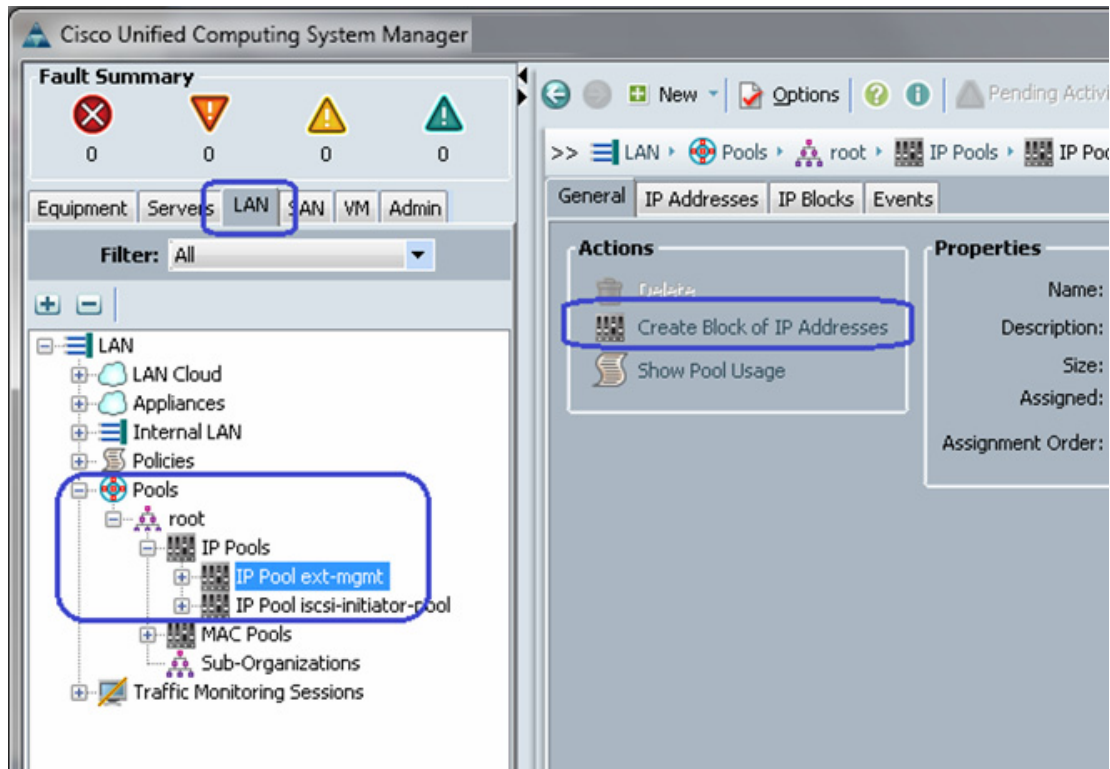 Cisco Unified Computing System Manager
Fault Summary
0 0 0 0
Equipment Servers LAN SAN VM Admin
Filter: All
LAN
LAN Cloud
Appliances
Internal LAN
Policies
Pools
root
IP Pools
IP Pool ext-mgmt
IP Pool iscsi-initiator-pool
MAC Pools
Sub-Organizations
Traffic Monitoring Sessions
New Options ? i Pending Activi
>> LAN Pools root IP Pools IP Poo
General IP Addresses IP Blocks Events
Actions
Delete
Create Block of IP Addresses
Show Pool Usage
Properties
Name:
Description:
Size:
Assigned:
Assignment Order: